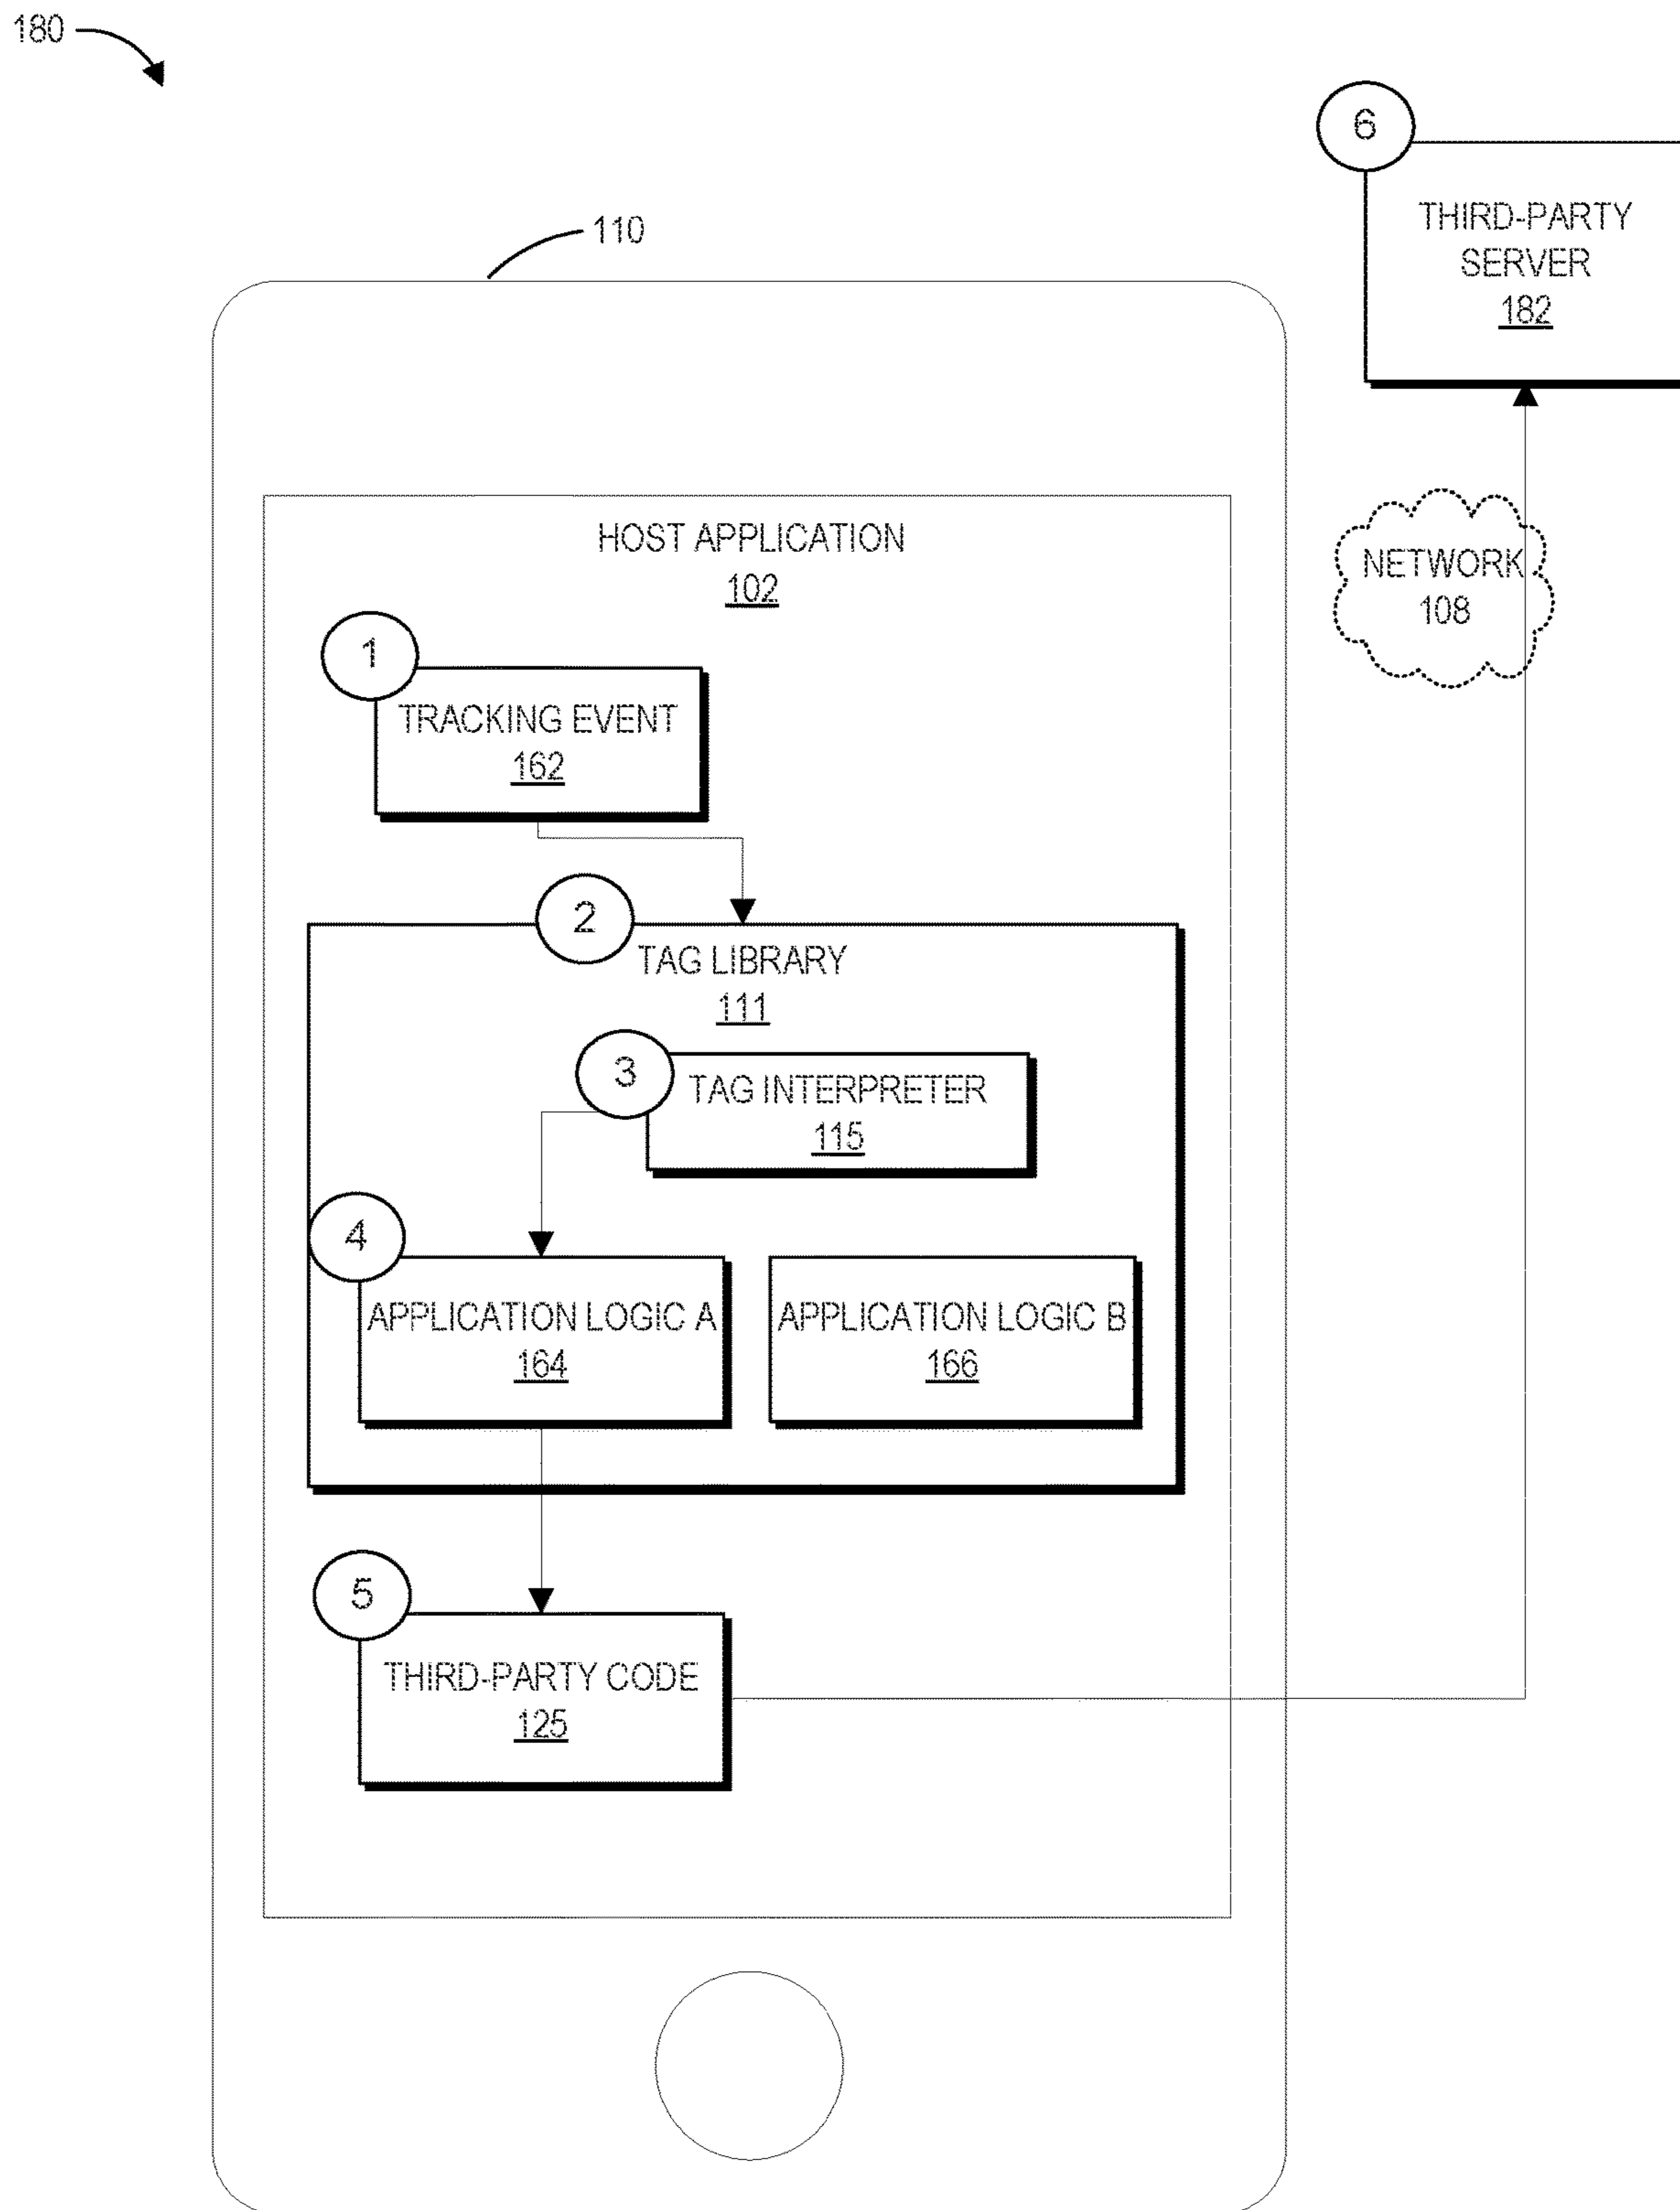 180
6
THIRD-PARTY
SERVER
182
110
HOST APPLICATION
102
NETWORK
108
1
TRACKING EVENT
162
2
TAG LIBRARY
111
3
TAG INTERPRETER
115
4
APPLICATION LOGIC A
164
APPLICATION LOGIC B
166
5
THIRD-PARTY CODE
125